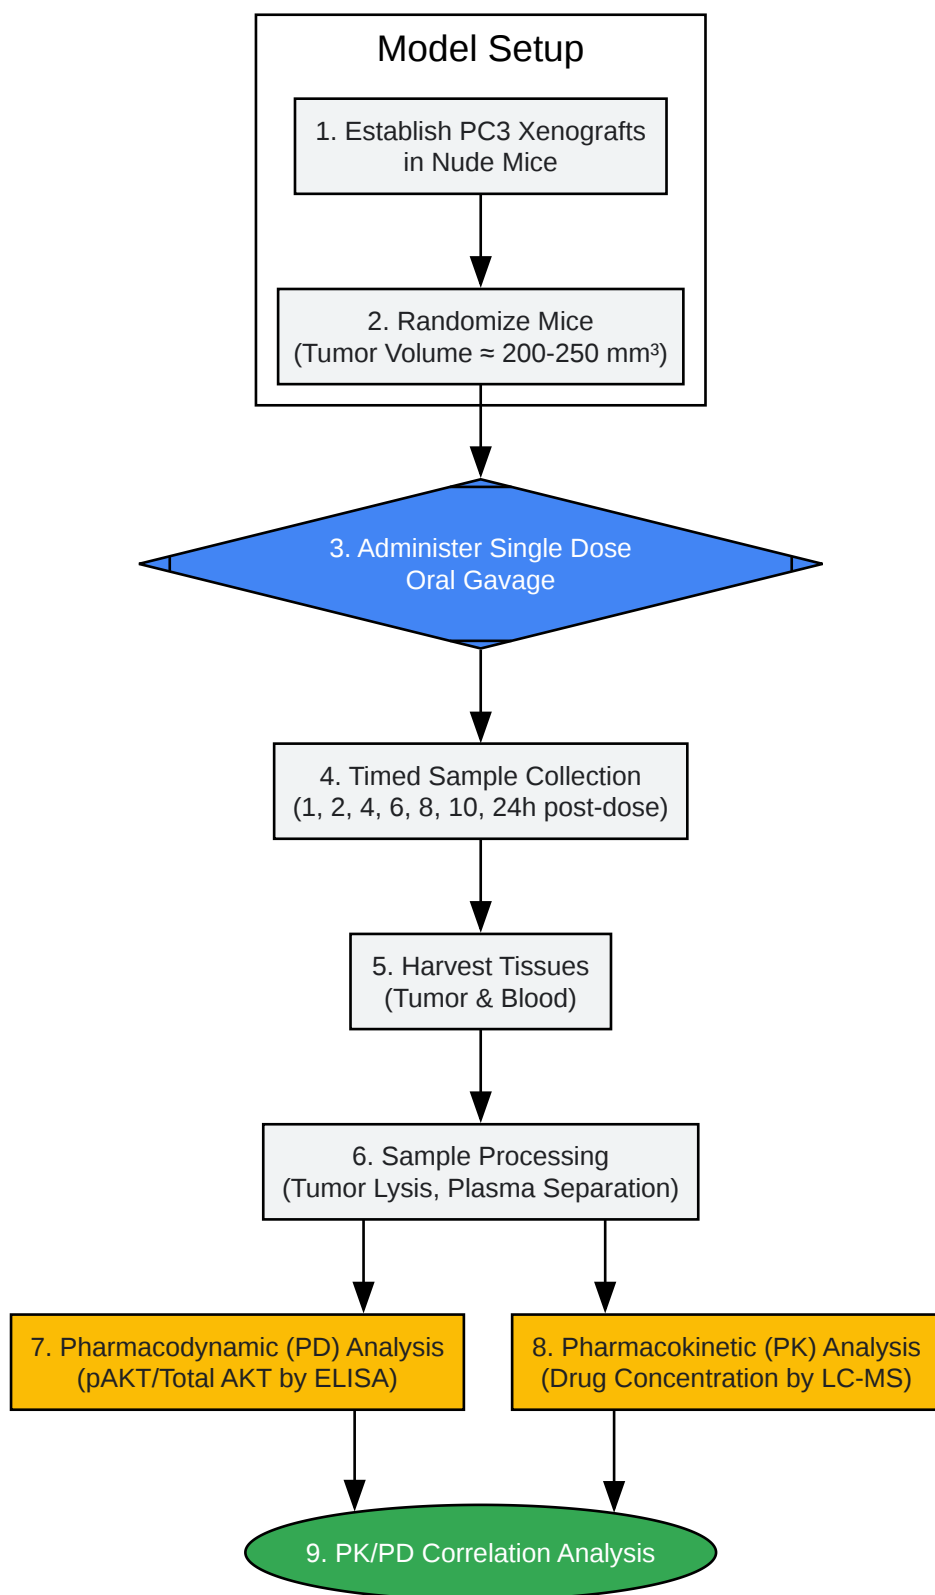 Model Setup
1. Establish PC3 Xenografts
in Nude Mice
2. Randomize Mice
(Tumor Volume ≈ 200-250 mm³)
3. Administer Single Dose
Oral Gavage
4. Timed Sample Collection
(1, 2, 4, 6, 8, 10, 24h post-dose)
5. Harvest Tissues
(Tumor & Blood)
6. Sample Processing
(Tumor Lysis, Plasma Separation)
7. Pharmacodynamic (PD) Analysis
(pAKT/Total AKT by ELISA)
8. Pharmacokinetic (PK) Analysis
(Drug Concentration by LC-MS)
9. PK/PD Correlation Analysis